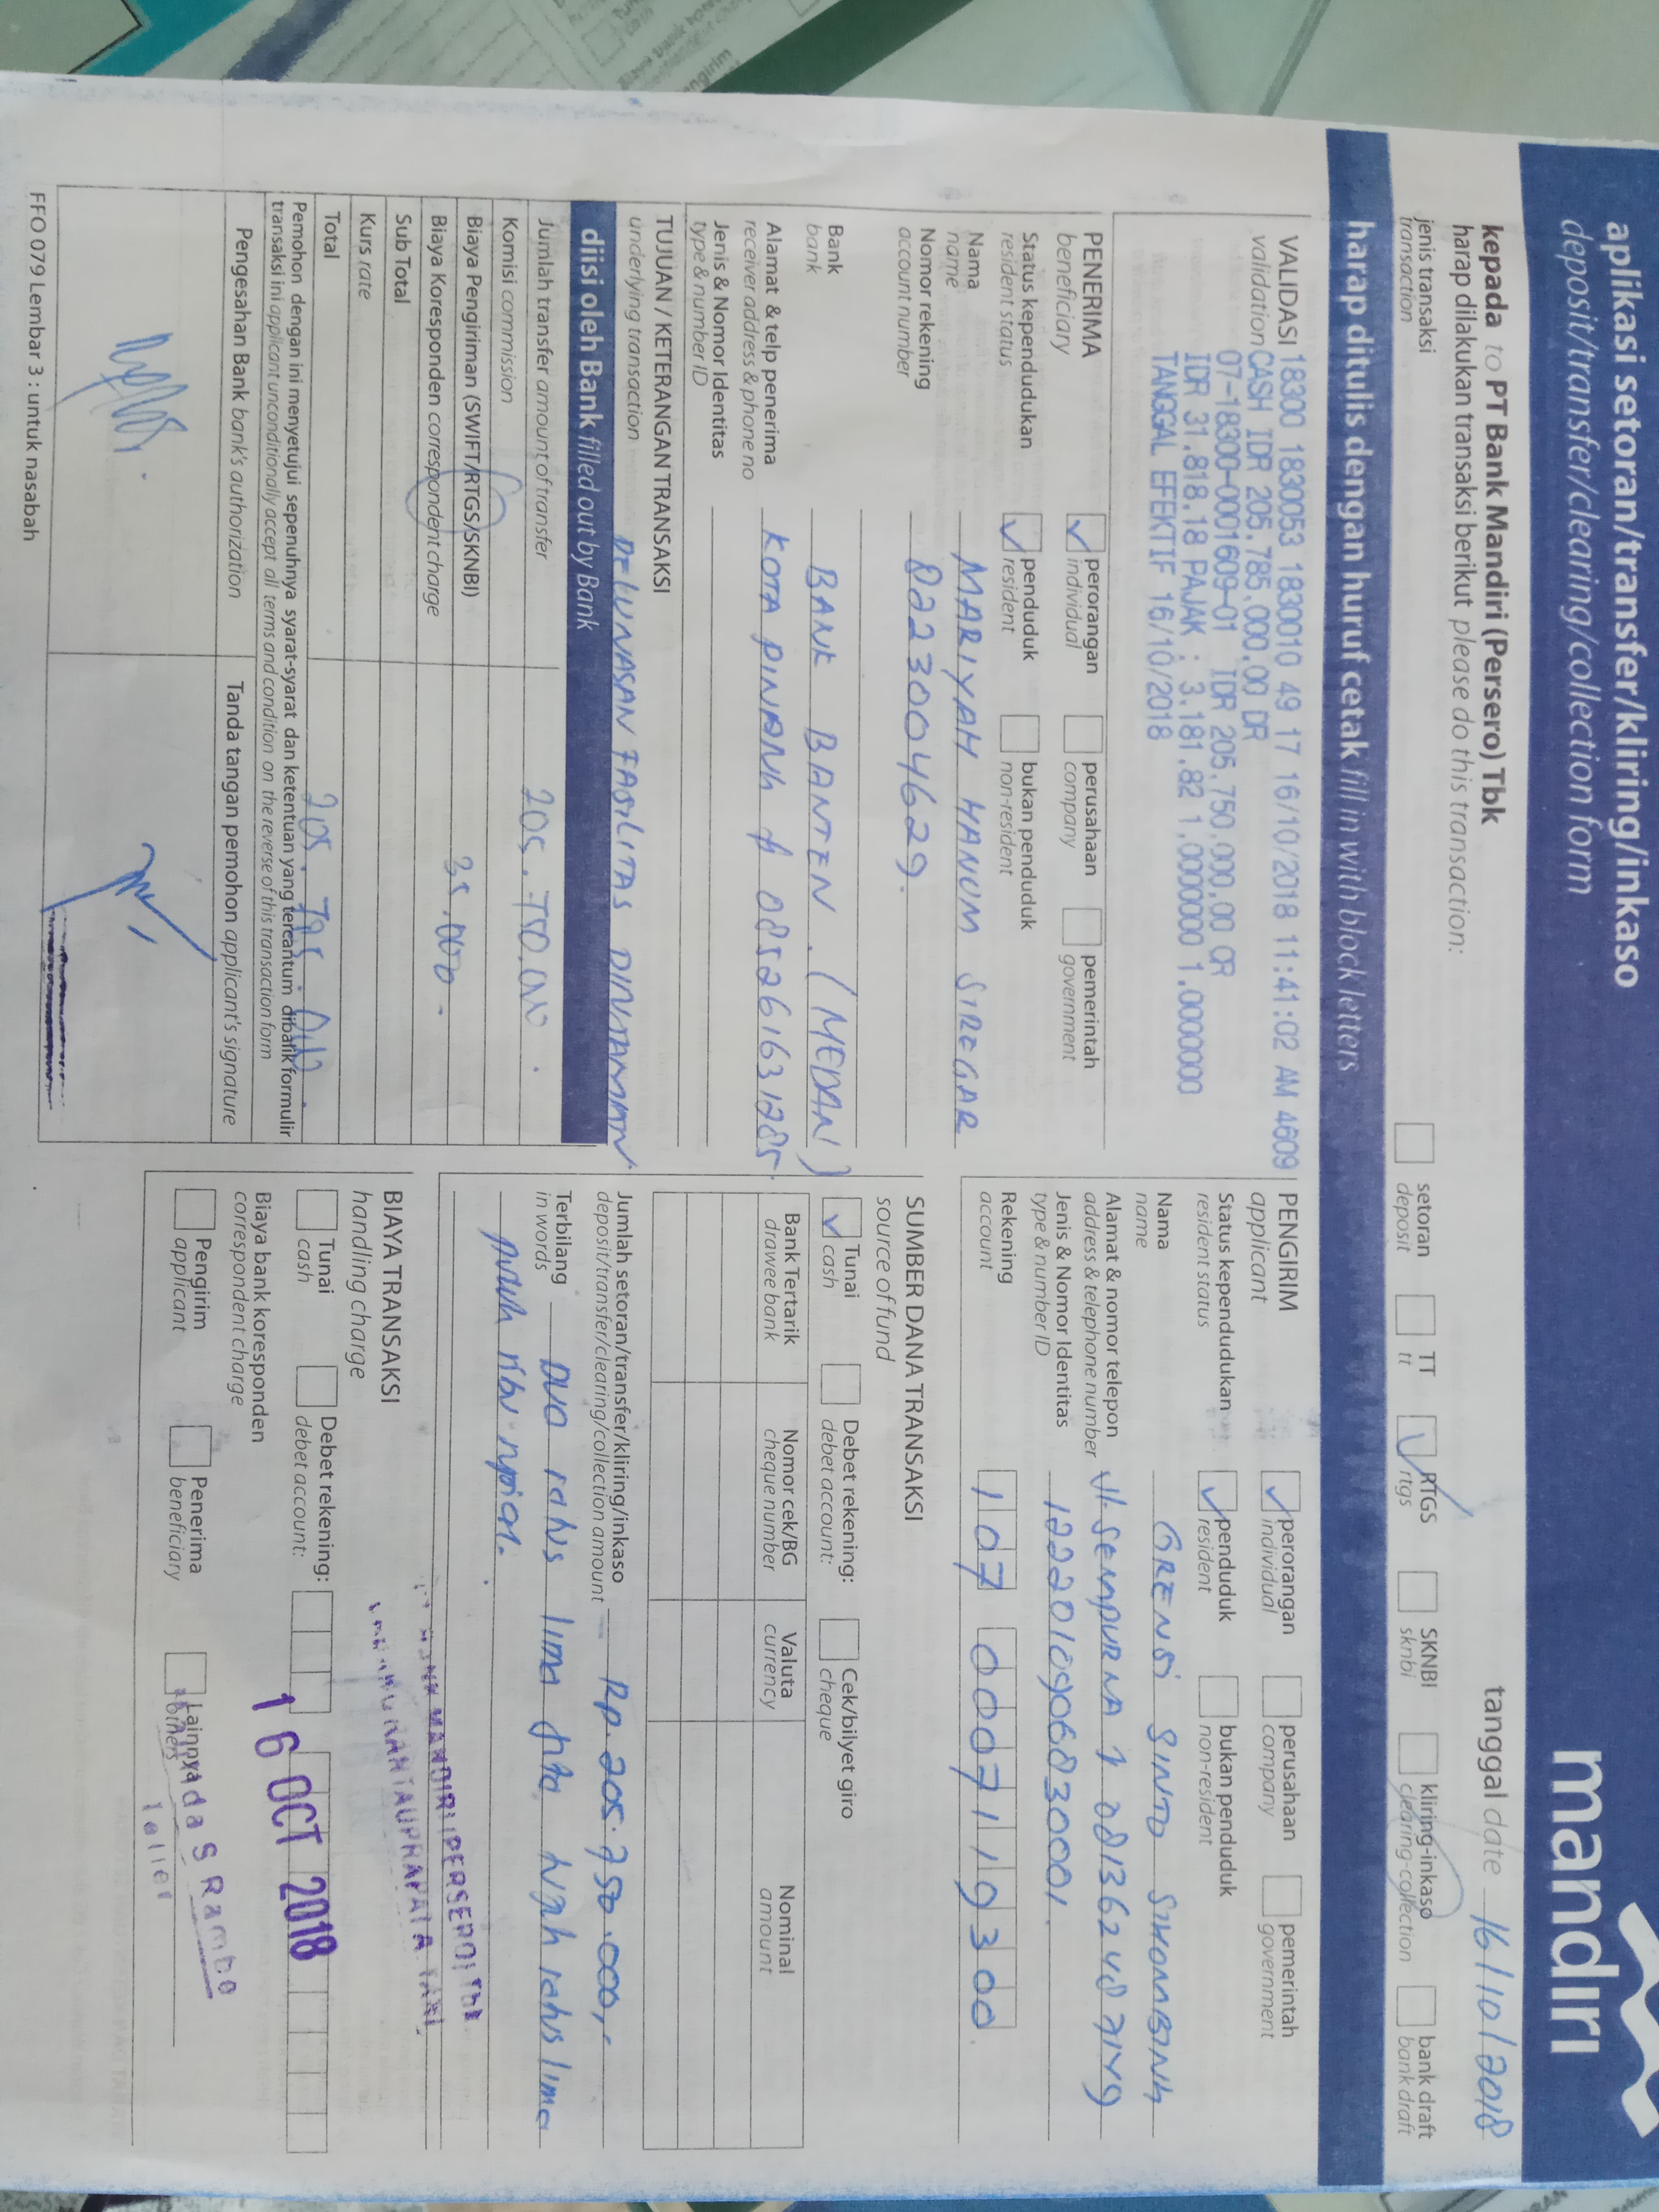 aplikasi setoran/transfer/kliring/inkaso
deposit/transfer/clearing/collection form
mandırı
kepada to PT Bank Mandiri (Persero) Tbk
harap dilakukan transaksi berikut please do this transaction:
tanggal date 16/10/2018
jenis transaksi
transaction
setoran
deposit
TT
tt
RTGS
rtgs
SKNBI
sknbi
kliring-inkaso
clearing-collection
bank draft
bank draft
harap ditulis dengan huruf cetak fill in with block letters
VALIDASI
validation
18300 1830053 1830010 49 17 16/10/2018 11:41:02 AM 4609
CASH IDR 205.785.000,00 DR
07-18300-0001609-01 IDR 205.750.000,00 CR
IDR 31.818.18 PAJAK : 3.181.82 1.0000000 1.0000000
TANGGAL EFEKTIF 16/10/2018
PENERIMA
beneficiary
perorangan
individual
perusahaan
company
pemerintah
government
Status kependudukan
resident status
penduduk
resident
bukan penduduk
non-resident
Nama
name
MARIYAH HANUM SIREGAR
Nomor rekening
account number
8223004629.
Bank
bank
BANK BANTEN. (MEDAN)
Alamat & telp penerima
receiver address & phone no
KOTA PINANG / 085261631285.
Jenis & Nomor Identitas
type & number ID
TUJUAN / KETERANGAN TRANSAKSI
underlying transaction
PELUNASAN FASILITAS PINJAMAN
diisi oleh Bank filled out by Bank
Jumlah transfer amount of transfer
205.750.000.
Komisi commission
Biaya Pengiriman (SWIFT/RTGS/SKNBI)
Biaya Koresponden correspondent charge
35.000 -
Sub Total
Kurs rate
Total
205.785.000.
Pemohon dengan ini menyetujui sepenuhnya syarat-syarat dan ketentuan yang tercantum dibalik formulir
transaksi ini applicant unconditionally accept all terms and condition on the reverse of this transaction form
Pengesahan Bank bank's authorization
Tanda tangan pemohon applicant's signature
FFO 079 Lembar 3 : untuk nasabah
PENGIRIM
applicant
perorangan
individual
perusahaan
company
pemerintah
government
Status kependudukan
resident status
penduduk
resident
bukan penduduk
non-resident
Nama
name
GRENSI SINTO SIHOMBING
Alamat & nomor telepon
address & telephone number
Jl. SEMPURNA 1 081362487149
Jenis & Nomor Identitas
type & number ID
1222010906830001.
Rekening
account
107 0007119300
SUMBER DANA TRANSAKSI
source of fund
Tunai
cash
Debet rekening:
debet account:
Cek/bilyet giro
cheque
Bank Tertarik
drawee bank
Nomor cek/BG
cheque number
Valuta
currency
Nominal
amount
Jumlah setoran/transfer/kliring/inkaso
deposit/transfer/clearing/collection amount
Rp. 205.750.000,-
Terbilang
in words
Dua ratus lima juta tujuh ratus lima
puluh ribu rupiah.
BIAYA TRANSAKSI
handling charge
Tunai
cash
Debet rekening:
debet account:
Biaya bank koresponden
correspondent charge
Pengirim
applicant
Penerima
beneficiary
Lainnya
others
MANDIRI (PERSERO) Tbk
16 OCT 2018
S Rambe
Teller